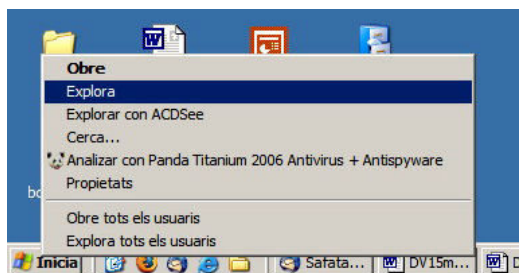 Obre
Explora
Explorar con ACDSee
Cerca...
Analizar con Panda Titanium 2006 Antivirus + Antispyware
Propietats
Obre tots els usuaris
Explora tots els usuaris
Inicia Safata... DV15m...